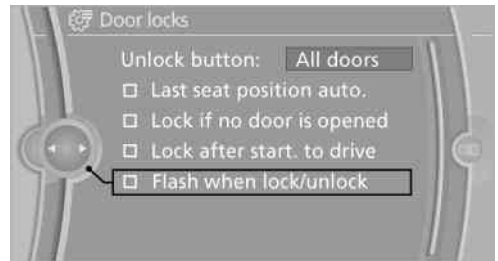 Door locks
Unlock button: All doors
Last seat position auto.
Lock if no door is opened
Lock after start. to drive
Flash when lock/unlock